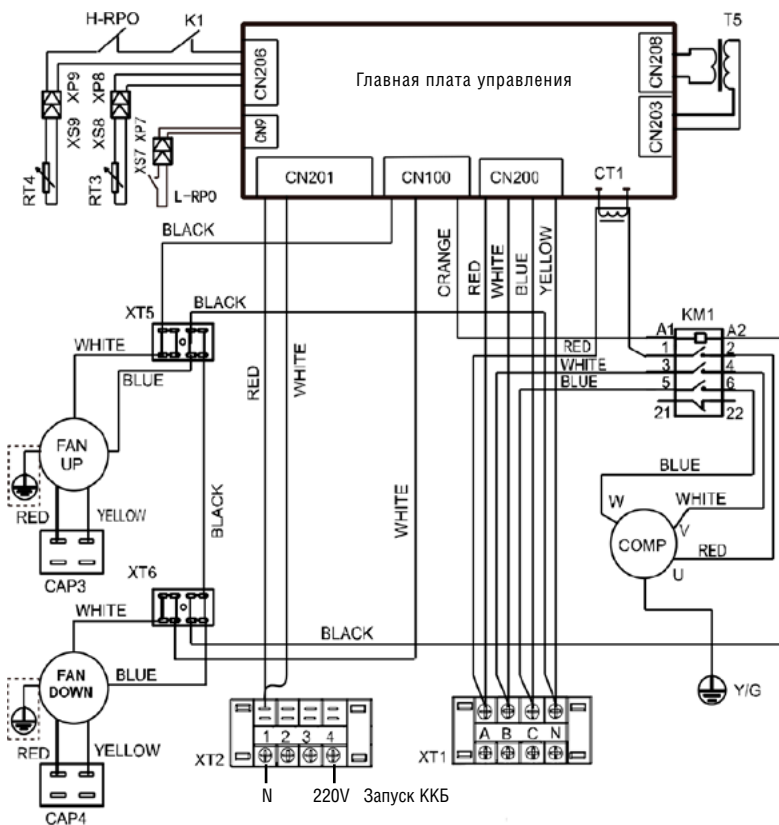 H-RPO K1 T5
CN206
CN208
Главная плата управления
XP9
XP8
XS9
XS8
XP7
XS7
CN9
CN203
RT4
RT3
L-RPO
CN201 CN100 CN200 CT1
BLACK
ORANGE
RED
WHITE
BLUE
YELLOW
XT5
BLACK
KM1
A1 A2
WHITE
RED
1 2
WHITE
3 4
BLUE
BLUE
5 6
21 22
RED
WHITE
FAN
UP
BLUE
WHITE
W
V
COMP
RED
U
RED
YELLOW
CAP3
BLACK
WHITE
XT6
WHITE
BLACK
FAN
DOWN
BLUE
Y/G
RED
YELLOW
CAP4
XT2
1 2 3 4
XT1
A B C N
N 220V Запуск ККБ